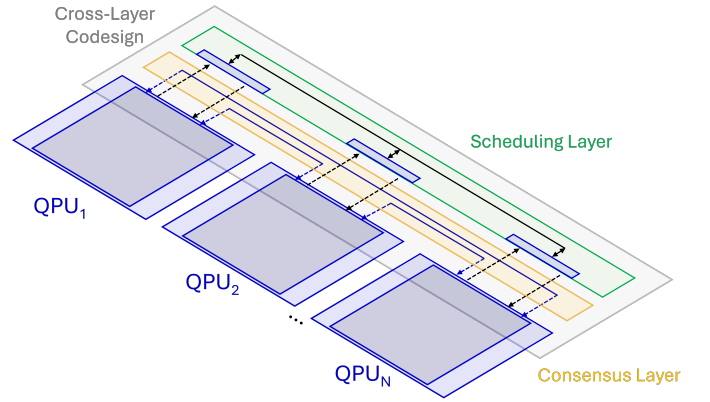 Cross-Layer
Codesign
Scheduling Layer
QPU1
QPU2
...
QPUN
Consensus Layer